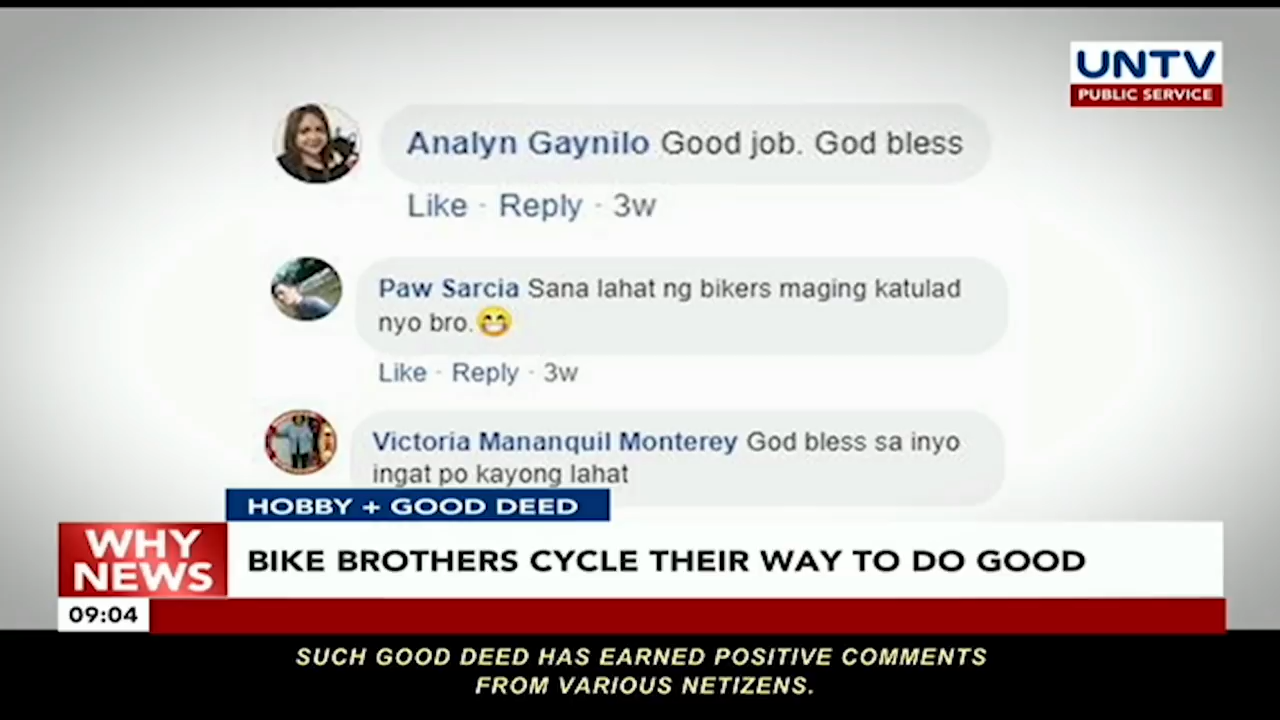 UNTV
PUBLIC SERVICE
Analyn Gaynilo Good job. God bless
Like · Reply · 3w
Paw Sarcia Sana lahat ng bikers maging katulad
nyo bro.😁
Like · Reply · 3w
Victoria Mananquil Monterey God bless sa inyo
ingat po kayong lahat
HOBBY + GOOD DEED
WHY
NEWS
BIKE BROTHERS CYCLE THEIR WAY TO DO GOOD
09:04
SUCH GOOD DEED HAS EARNED POSITIVE COMMENTS
FROM VARIOUS NETIZENS.